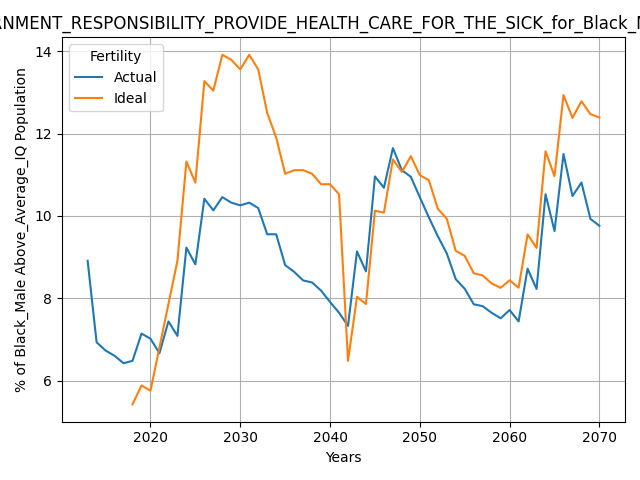 RNMENT_RESPONSIBILITY_PROVIDE_HEALTH_CARE_FOR_THE_SICK_for_Black_M
Fertility
Actual
Ideal
% of Black_Male Above_Average_IQ Population
14
12
10
8
6
2020 2030 2040 2050 2060 2070
Years